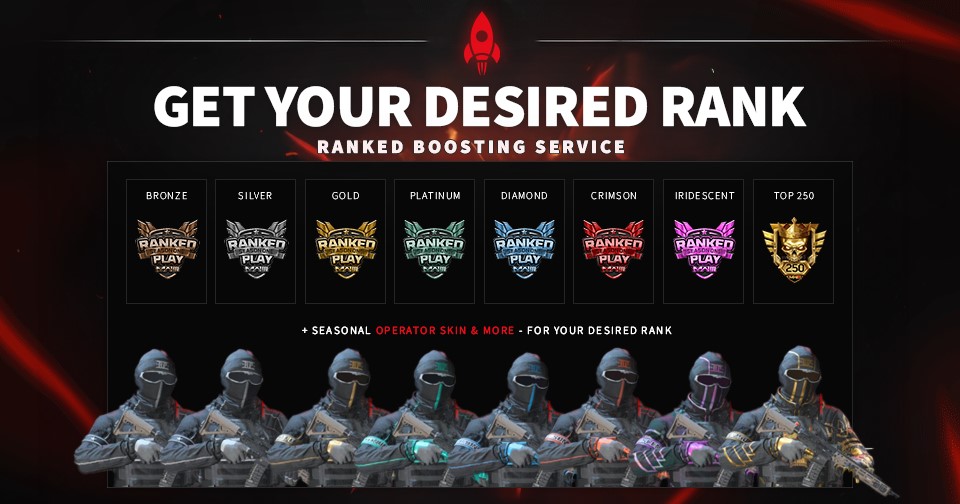 GET YOUR DESIRED RANK
RANKED BOOSTING SERVICE
BRONZE SILVER GOLD PLATINUM DIAMOND CRIMSON IRIDESCENT TOP 250
RANKED RANKED RANKED RANKED RANKED RANKED RANKED
PLAY PLAY PLAY PLAY PLAY PLAY PLAY 250
+ SEASONAL OPERATOR SKIN & MORE - FOR YOUR DESIRED RANK